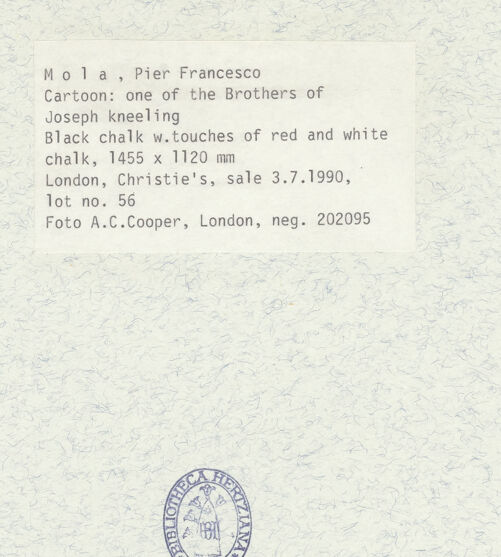 M o l a , Pier Francesco
Cartoon: one of the Brothers of
Joseph kneeling
Black chalk w.touches of red and white
chalk, 1455 x 1120 mm
London, Christie's, sale 3.7.1990,
lot no. 56
Foto A.C.Cooper, London, neg. 202095
BIBLIOTHECA HERTZIANA